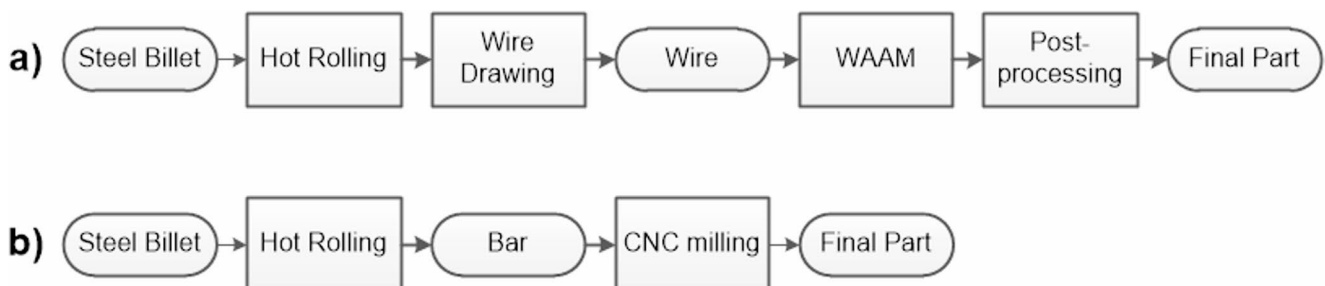 a)
Steel Billet
Hot Rolling
Wire
Drawing
Wire
WAAM
Post-
processing
Final Part
b)
Steel Billet
Hot Rolling
Bar
CNC milling
Final Part